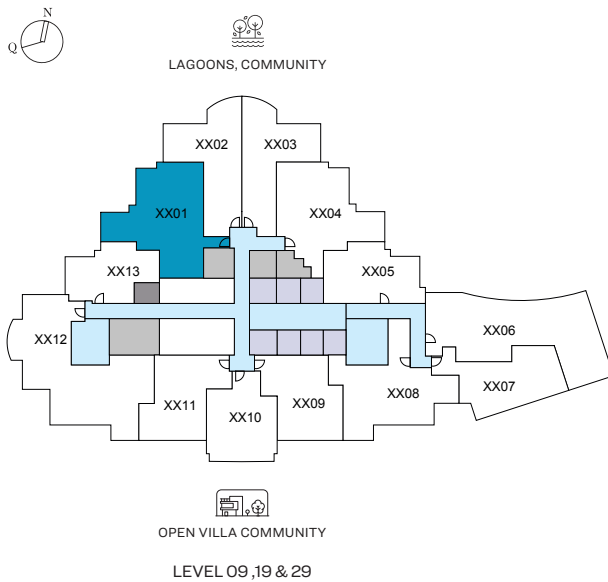 N
Q
LAGOONS, COMMUNITY
XX02
XX03
XX01
XX04
XX13
XX05
XX12
XX06
XX11
XX10
XX09
XX08
XX07
OPEN VILLA COMMUNITY
LEVEL 09 ,19 & 29